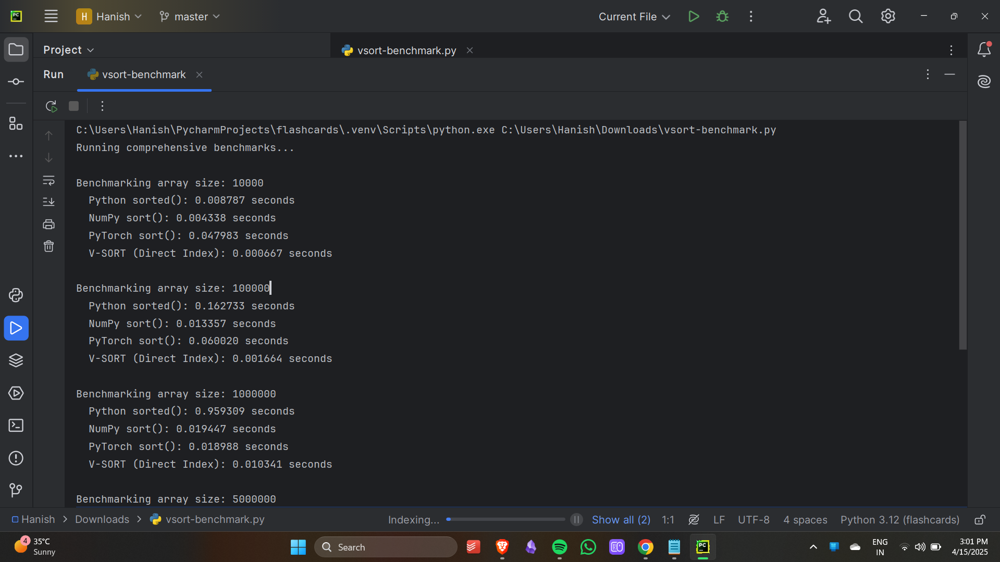 PC
H Hanish master Current File
Project vsort-benchmark.py
Run vsort-benchmark
C:\Users\Hanish\PycharmProjects\flashcards\.venv\Scripts\python.exe C:\Users\Hanish\Downloads\vsort-benchmark.py
Running comprehensive benchmarks...
Benchmarking array size: 10000
Python sorted(): 0.008787 seconds
NumPy sort(): 0.004338 seconds
PyTorch sort(): 0.047983 seconds
V-SORT (Direct Index): 0.000667 seconds
Benchmarking array size: 100000
Python sorted(): 0.162733 seconds
NumPy sort(): 0.013357 seconds
PyTorch sort(): 0.060020 seconds
V-SORT (Direct Index): 0.001664 seconds
Benchmarking array size: 1000000
Python sorted(): 0.959309 seconds
NumPy sort(): 0.019447 seconds
PyTorch sort(): 0.018988 seconds
V-SORT (Direct Index): 0.010341 seconds
Benchmarking array size: 5000000
Hanish > Downloads > vsort-benchmark.py Indexing... Show all (2) 1:1 LF UTF-8 4 spaces Python 3.12 (flashcards)
4 35°C
Sunny
Search
PC
ENG
IN
3:01 PM
4/15/2025